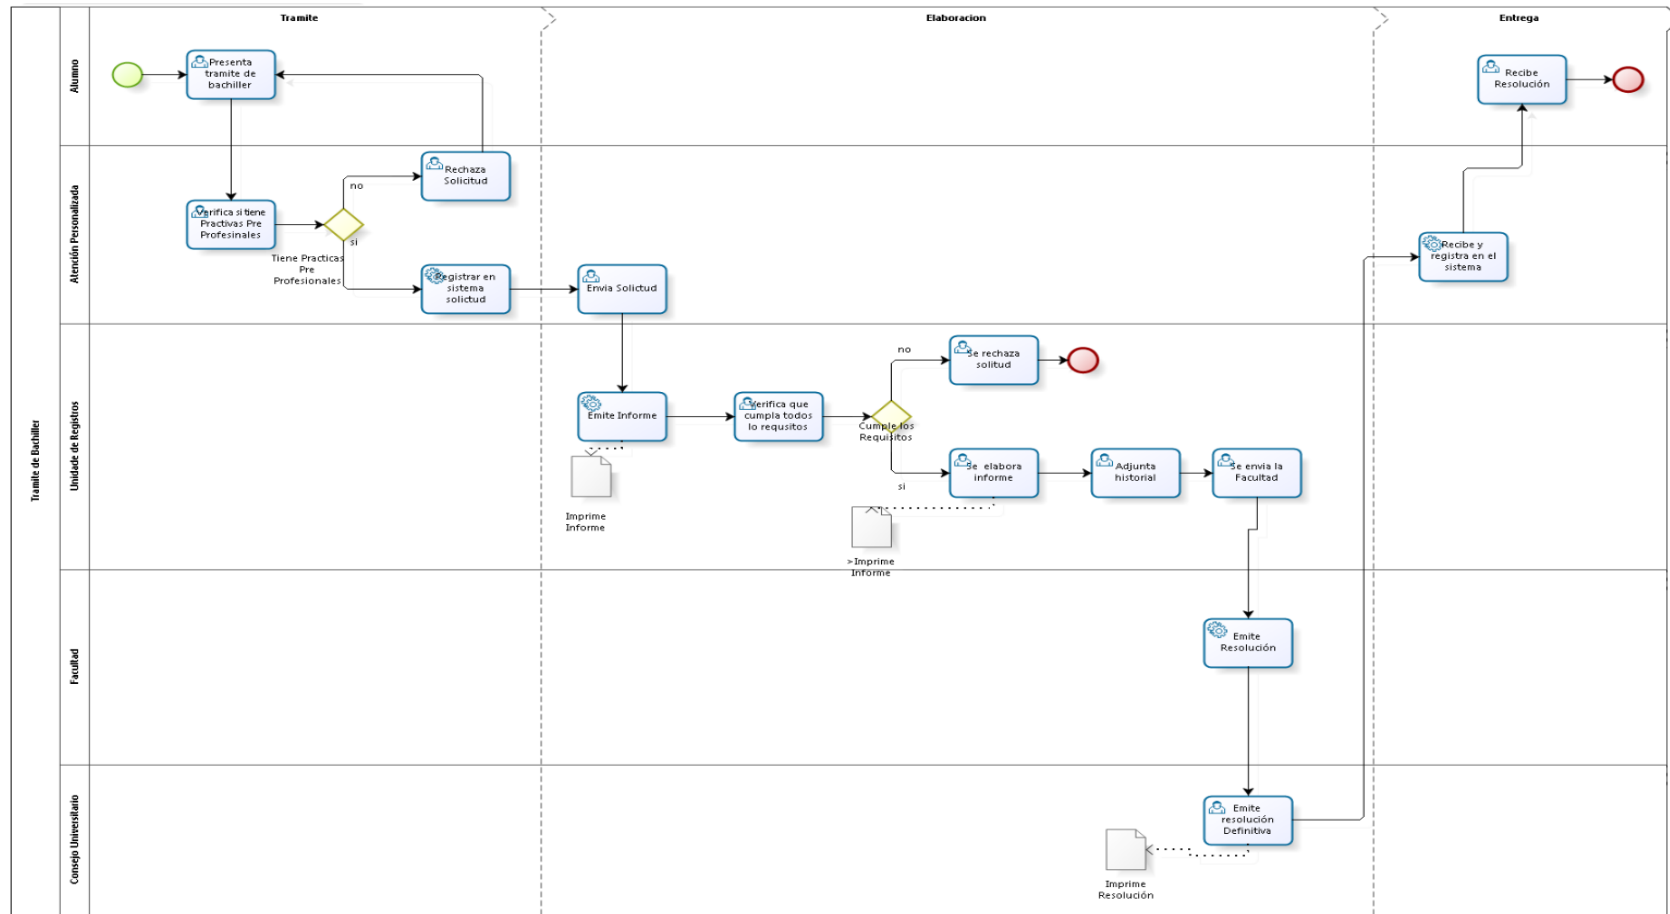 Tramite
Elaboracion
Entrega
Tramite de Bachiller
Alumno
Presenta
tramite de
bachiller
Recibe
Resolución
Atención Personalizada
Rechaza
Solicitud
no
Verifica si tiene
Practivas Pre
Profesinales
si
Tiene Practicas
Pre
Profesionales
Registrar en
sistema
solictud
Envia Solictud
Recibe y
registra en el
sistema
Unidade de Registros
no
Se rechaza
solitud
Emite Informe
Verifica que
cumpla todos
lo requsitos
Cumple los
Requisitos
si
Se elabora
informe
Adjunta
historial
Se envia la
Facultad
Imprime
Informe
>Imprime
Informe
Facultad
Emite
Resolución
Consejo Universitario
Emite
resolución
Definitiva
Imprime
Resolución